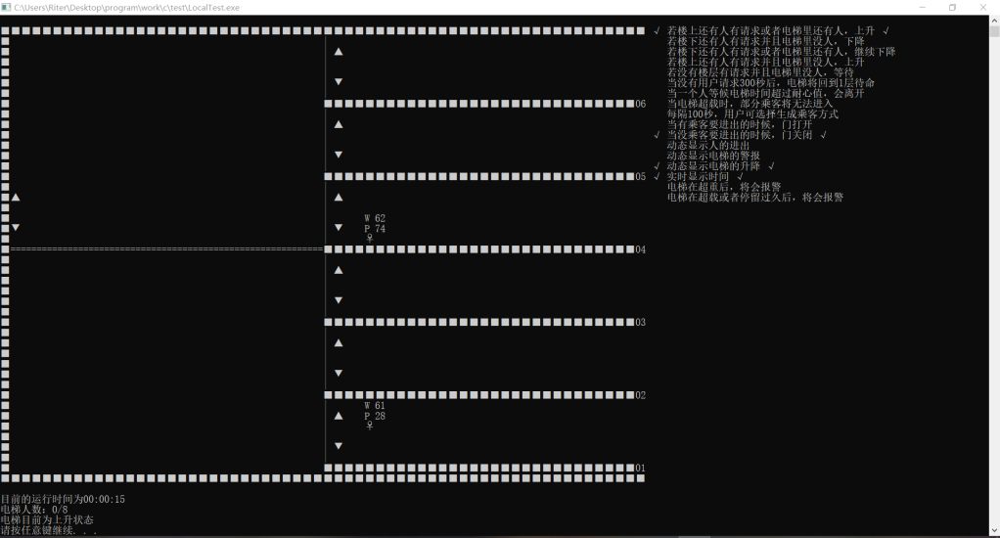 C:\Users\Riter\Desktop\program\work\c\test\LocalTest.exe
√ 若楼上还有人有请求或者电梯里还有人，上升 √
若楼下还有人有请求并且电梯里没人，下降
若楼下还有人有请求或者电梯里还有人，继续下降
若楼上还有人有请求并且电梯里没人，上升
若没有楼层有请求并且电梯里没人，等待
当没有用户请求300秒后，电梯将回到1层待命
当一个人等候电梯时间超过耐心值，会离开
当电梯超载时，部分乘客将无法进入
每隔100秒，用户可选择生成乘客方式
当有乘客要进出的时候，门打开
√ 当没乘客要进出的时候，门关闭 √
动态显示人的进出
动态显示电梯的警报
√ 动态显示电梯的升降 √
√ 实时显示时间 √
电梯在超重后，将会报警
电梯在超载或者停留过久后，将会报警
06
05
W 62
P 74
04
03
02
W 61
P 28
01
目前的运行时间为00:00:15
电梯人数：0/8
电梯目前为上升状态
请按任意键继续. . .